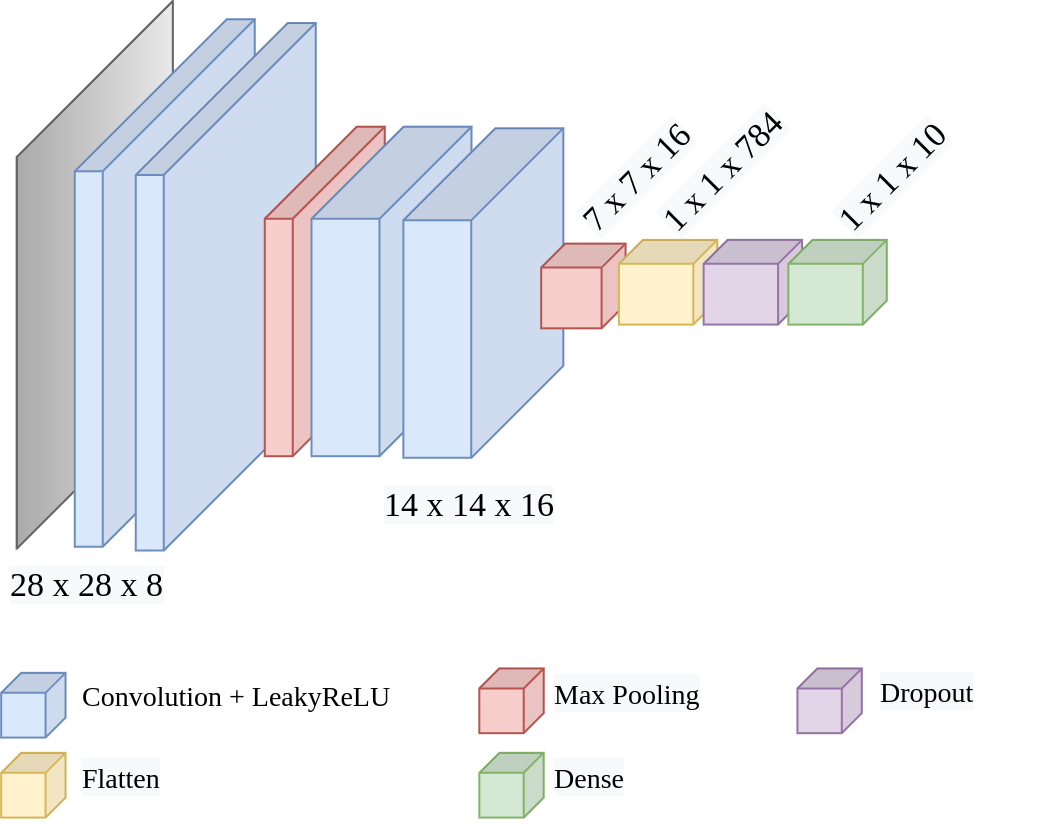 7 x 7 x 16
1 x 1 x 784
1 x 1 x 10
14 x 14 x 16
28 x 28 x 8
Convolution + LeakyReLU
Max Pooling
Dropout
Flatten
Dense